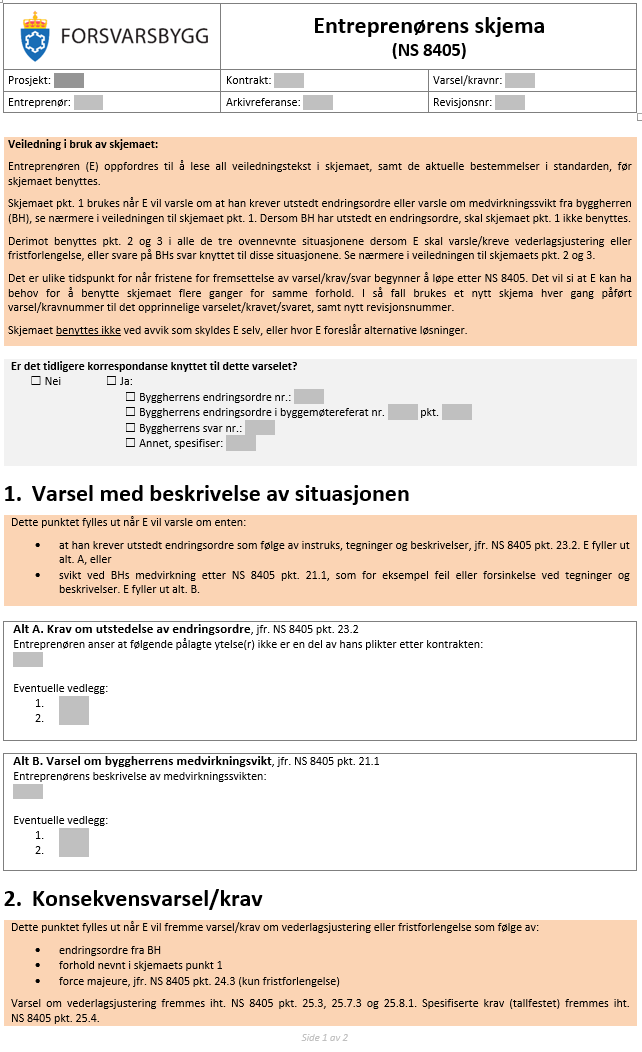 FORSVARSBYGG
Entreprenørens skjema
(NS 8405)
Prosjekt:
Kontrakt:
Varsel/kravnr:
Entreprenør:
Arkivreferanse:
Revisjonsnr:
Veiledning i bruk av skjemaet:
Entreprenøren (E) oppfordres til å lese all veiledningstekst i skjemaet, samt de aktuelle bestemmelser i standarden, før
skjemaet benyttes.
Skjemaet pkt. 1 brukes når E vil varsle om at han krever utstedt endringsordre eller varsle om medvirkningssvikt fra byggherren
(BH), se nærmere i veiledningen til skjemaet pkt. 1. Dersom BH har utstedt en endringsordre, skal skjemaet pkt. 1 ikke benyttes.
Derimot benyttes pkt. 2 og 3 i alle de tre ovennevnte situasjonene dersom E skal varsle/kreve vederlagsjustering eller
fristforlengelse, eller svare på BHs svar knyttet til disse situasjonene. Se nærmere i veiledningen til skjemaets pkt. 2 og 3.
Det er ulike tidspunkt for når fristene for fremsettelse av varsel/krav/svar begynner å løpe etter NS 8405. Det vil si at E kan ha
behov for å benytte skjemaet flere ganger for samme forhold. I så fall brukes et nytt skjema hver gang påført
varsel/kravnummer til det opprinnelige varselet/kravet/svaret, samt nytt revisjonsnummer.
Skjemaet benyttes ikke ved avvik som skyldes E selv, eller hvor E foreslår alternative løsninger.
Er det tidligere korrespondanse knyttet til dette varselet?
☐ Nei ☐ Ja:
☐ Byggherrens endringsordre nr.:
☐ Byggherrens endringsordre i byggemøtereferat nr. pkt.
☐ Byggherrens svar nr.:
☐ Annet, spesifiser:
1. Varsel med beskrivelse av situasjonen
Dette punktet fylles ut når E vil varsle om enten:
• at han krever utstedt endringsordre som følge av instruks, tegninger og beskrivelser, jfr. NS 8405 pkt. 23.2. E fyller ut
alt. A, eller
• svikt ved BHs medvirkning etter NS 8405 pkt. 21.1, som for eksempel feil eller forsinkelse ved tegninger og
beskrivelser. E fyller ut alt. B.
Alt A. Krav om utstedelse av endringsordre, jfr. NS 8405 pkt. 23.2
Entreprenøren anser at følgende pålagte ytelse(r) ikke er en del av hans plikter etter kontrakten:
Eventuelle vedlegg:
1.
2.
Alt B. Varsel om byggherrens medvirkningsvikt, jfr. NS 8405 pkt. 21.1
Entreprenørens beskrivelse av medvirkningssvikten:
Eventuelle vedlegg:
1.
2.
2. Konsekvensvarsel/krav
Dette punktet fylles ut når E vil fremme varsel/krav om vederlagsjustering eller fristforlengelse som følge av:
• endringsordre fra BH
• forhold nevnt i skjemaets punkt 1
• force majeure, jfr. NS 8405 pkt. 24.3 (kun fristforlengelse)
Varsel om vederlagsjustering fremmes iht. NS 8405 pkt. 25.3, 25.7.3 og 25.8.1. Spesifiserte krav (tallfestet) fremmes iht.
NS 8405 pkt. 25.4.
Side 1 av 2